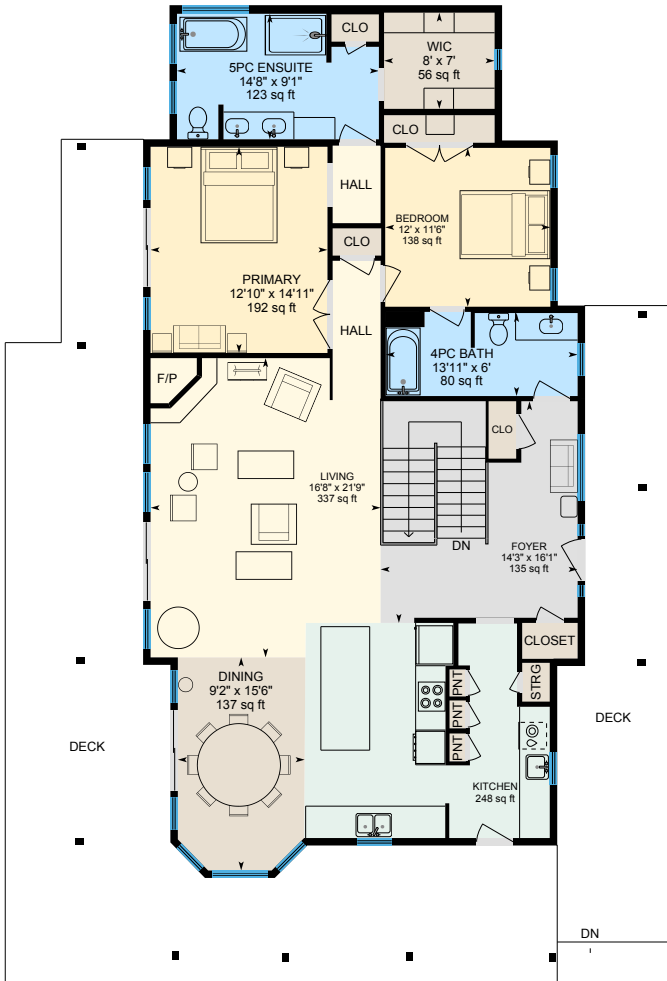 CLO
WIC
8' x 7'
56 sq ft
5PC ENSUITE
14'8" x 9'1"
123 sq ft
CLO
HALL
BEDROOM
12' x 11'6"
138 sq ft
CLO
PRIMARY
12'10" x 14'11"
192 sq ft
HALL
4PC BATH
13'11" x 6'
80 sq ft
F/P
CLO
LIVING
16'8" x 21'9"
337 sq ft
DN
FOYER
14'3" x 16'1"
135 sq ft
CLOSET
DINING
9'2" x 15'6"
137 sq ft
PNT
STRG
PNT
PNT
DECK
DECK
KITCHEN
248 sq ft
DN